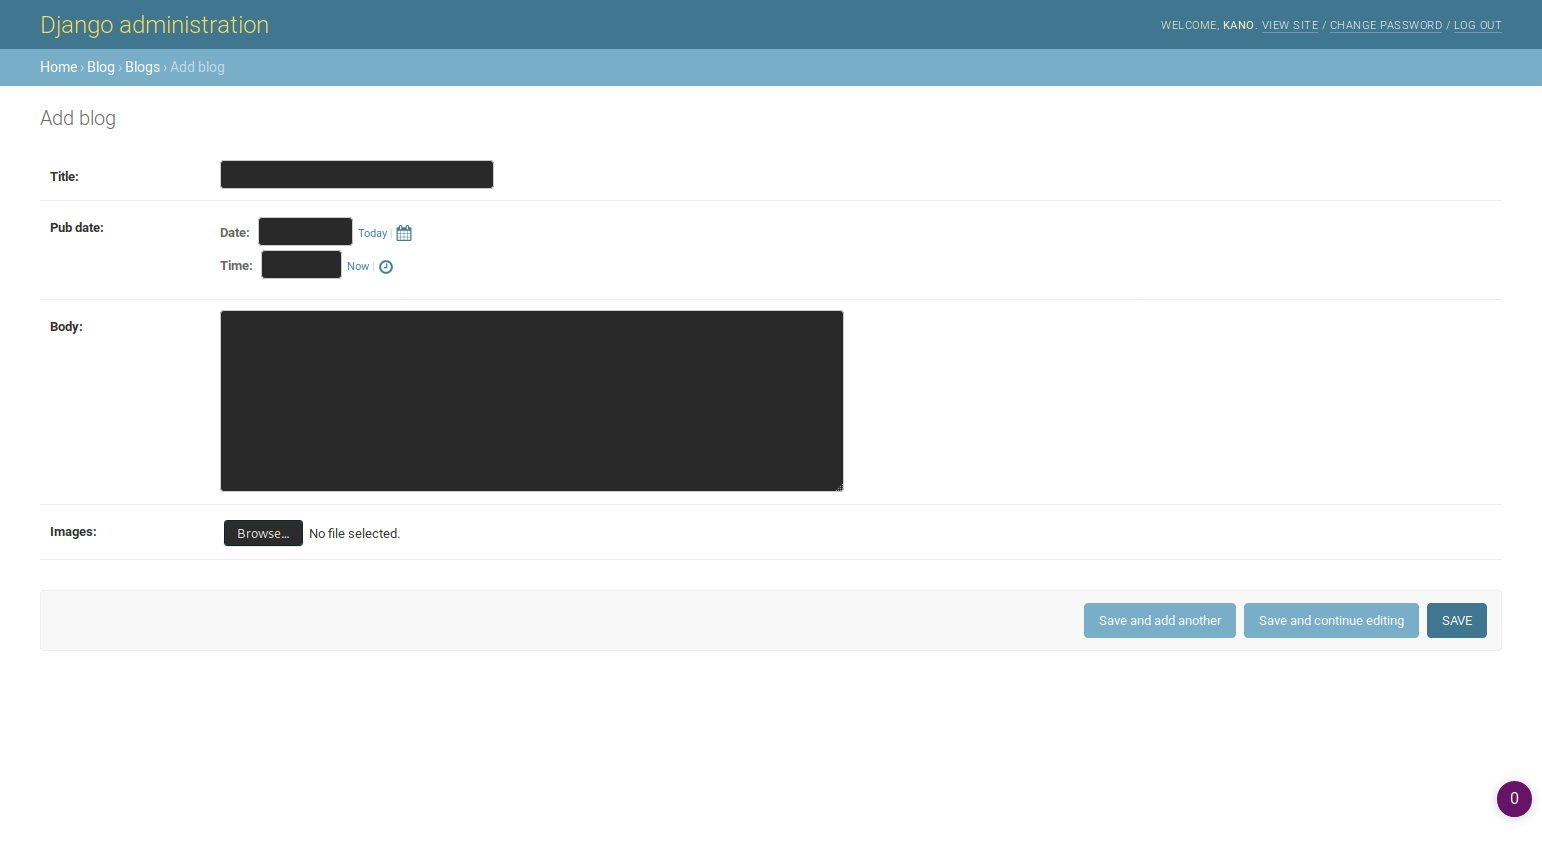 Django administration
WELCOME, KANO. VIEW SITE / CHANGE PASSWORD / LOG OUT
Home › Blog › Blogs › Add blog
Add blog
Title:
Pub date:
Date: Today |
Time: Now |
Body:
Images: Browse... No file selected.
Save and add another Save and continue editing SAVE
0